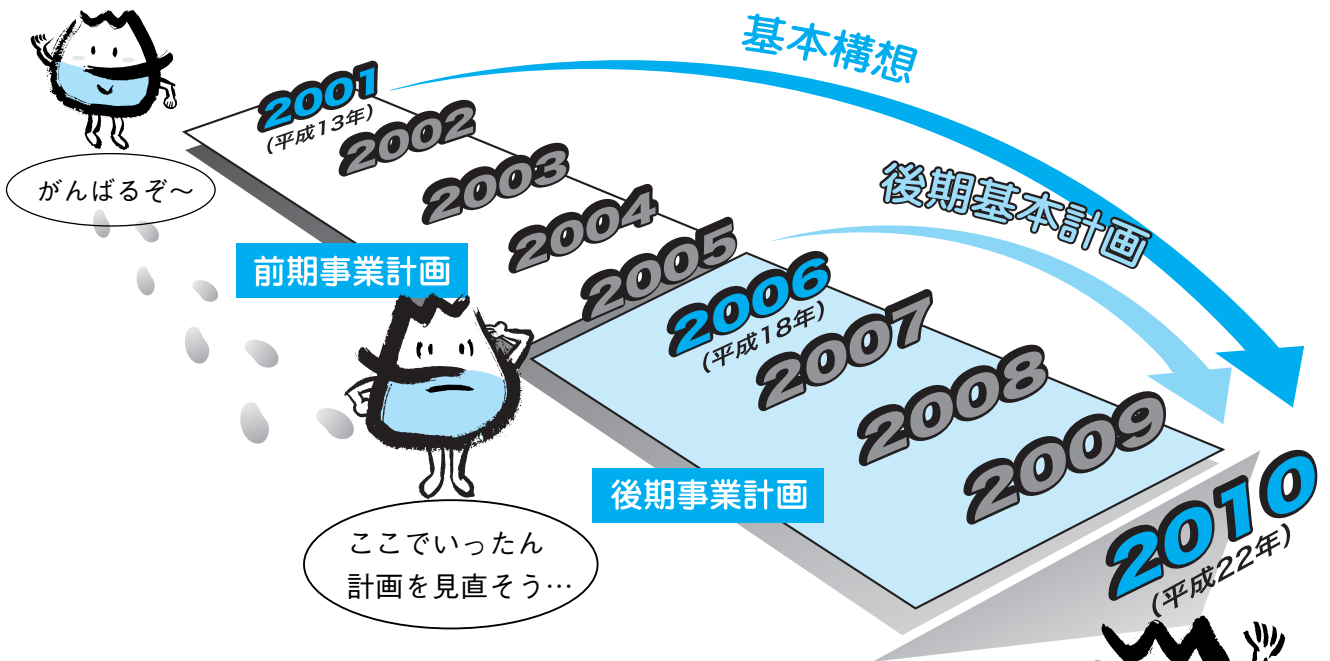 基本構想
2001
(平成13年)
2002
2003
2004
2005
がんばるぞ～
後期基本計画
前期事業計画
2006
(平成18年)
2007
2008
2009
後期事業計画
ここでいったん
計画を見直そう…
2010
(平成22年)